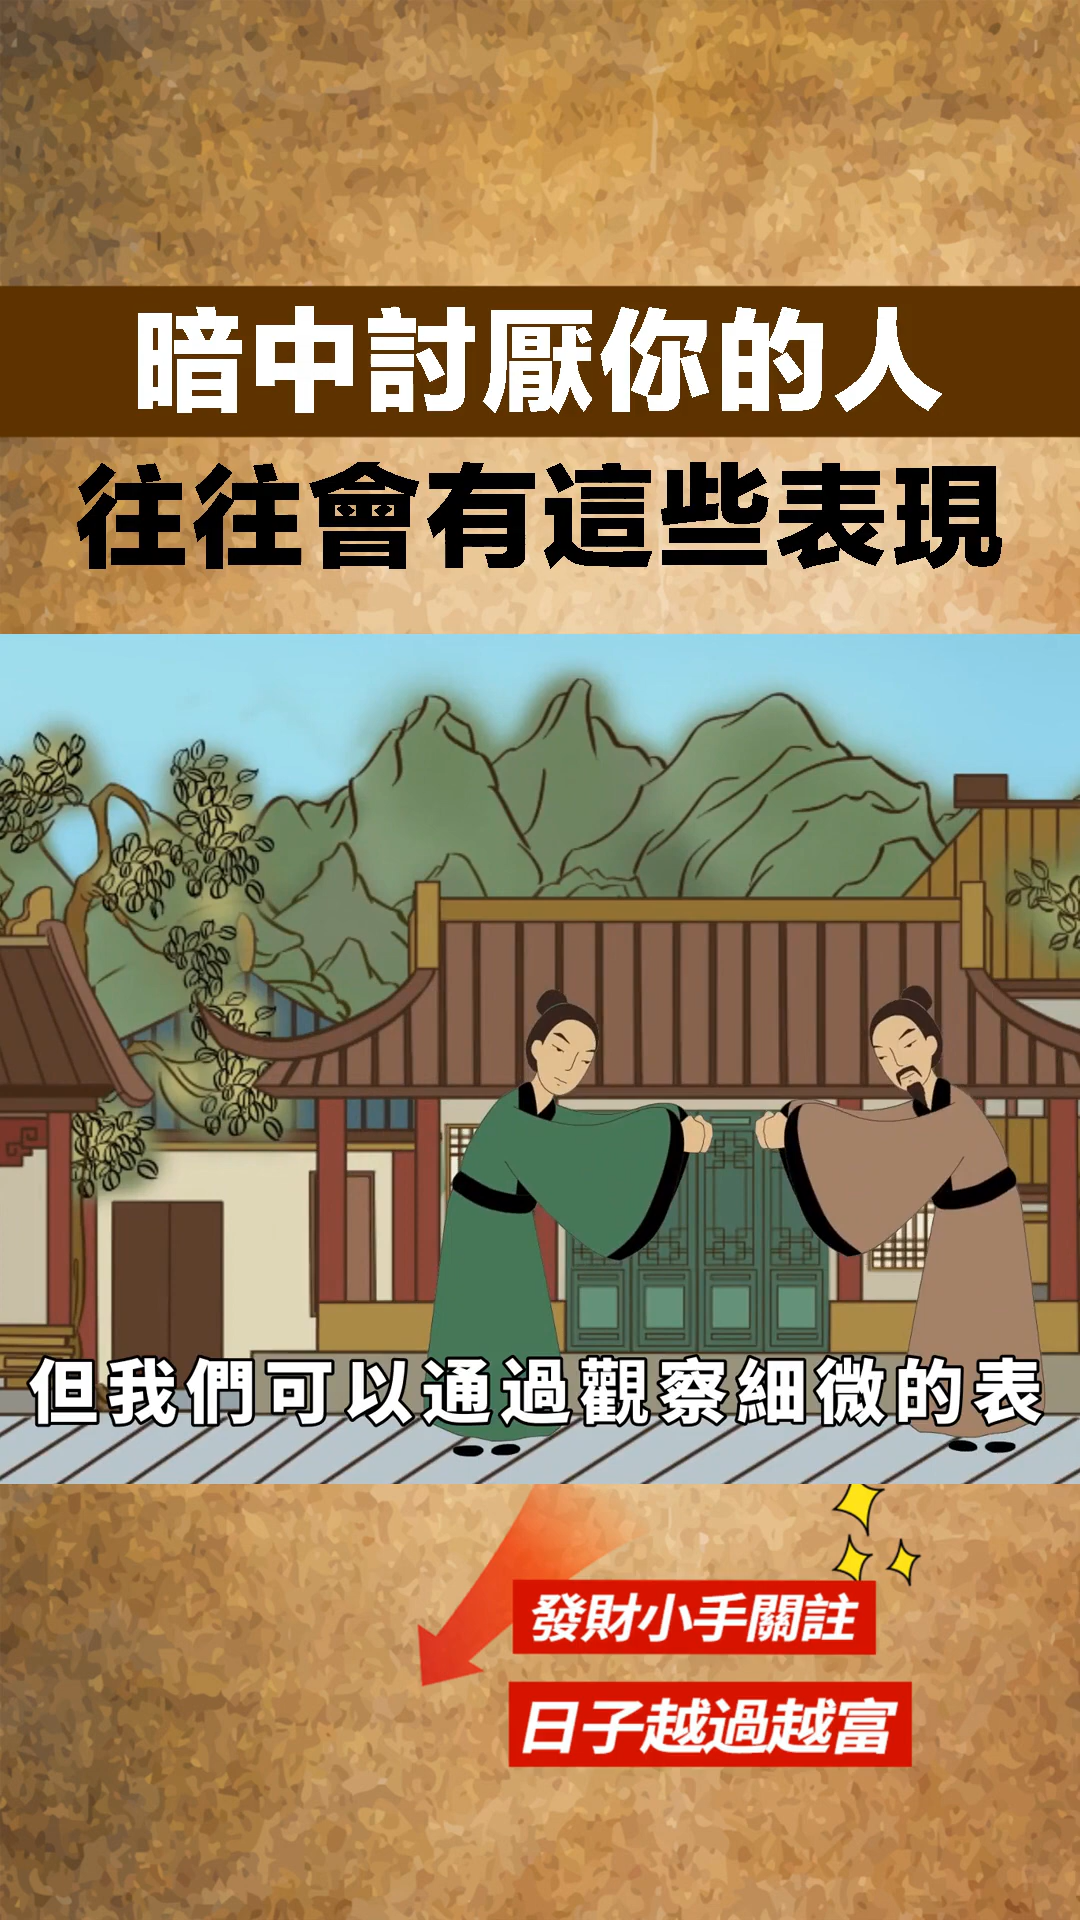 暗中討厭你的人
往往會有這些表現
但我們可以通過觀察細微的表
發財小手關註
日子越過越富